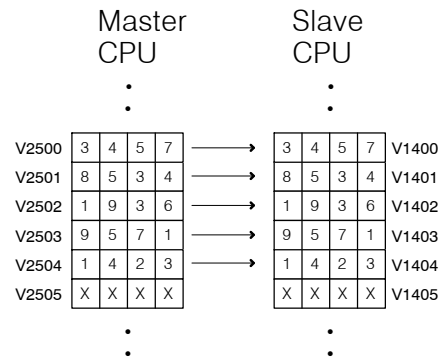 Master CPU Slave CPU
V2500 3 4 5 7 3 4 5 7 V1400
V2501 8 5 3 4 8 5 3 4 V1401
V2502 1 9 3 6 1 9 3 6 V1402
V2503 9 5 7 1 9 5 7 1 V1403
V2504 1 4 2 3 1 4 2 3 V1404
V2505 X X X X X X X X V1405